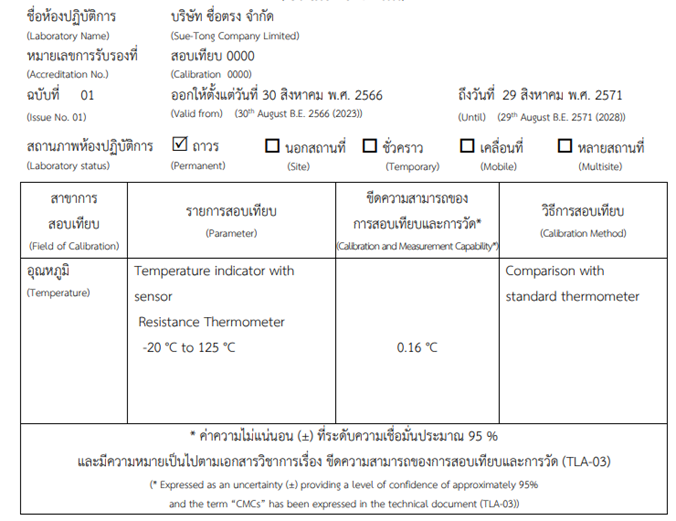 ชื่อห้องปฏิบัติการ บริษัท ซื่อตรง จำกัด
(Laboratory Name) (Sue-Tong Company Limited)
หมายเลขการรับรองที่ สอบเทียบ 0000
(Accreditation No.) (Calibration 0000)
ฉบับที่ 01 ออกให้ตั้งแต่วันที่ 30 สิงหาคม พ.ศ. 2566 ถึงวันที่ 29 สิงหาคม พ.ศ. 2571
(Issue No. 01) (Valid from) (30th August B.E. 2566 (2023)) (Until) (29th August B.E. 2571 (2028))
สถานภาพห้องปฏิบัติการ ☑ ถาวร ☐ นอกสถานที่ ☐ ชั่วคราว ☐ เคลื่อนที่ ☐ หลายสถานที่
(Laboratory status) (Permanent) (Site) (Temporary) (Mobile) (Multisite)
สาขาการ
สอบเทียบ
(Field of Calibration)
รายการสอบเทียบ
(Parameter)
ขีดความสามารถของ
การสอบเทียบและการวัด*
(Calibration and Measurement Capability*)
วิธีการสอบเทียบ
(Calibration Method)
อุณหภูมิ
(Temperature)
Temperature indicator with
sensor
Resistance Thermometer
-20 °C to 125 °C
0.16 °C
Comparison with
standard thermometer
* ค่าความไม่แน่นอน (±) ที่ระดับความเชื่อมั่นประมาณ 95 %
และมีความหมายเป็นไปตามเอกสารวิชาการเรื่อง ขีดความสามารถของการสอบเทียบและการวัด (TLA-03)
(* Expressed as an uncertainty (±) providing a level of confidence of approximately 95%
and the term “CMCs” has been expressed in the technical document (TLA-03))